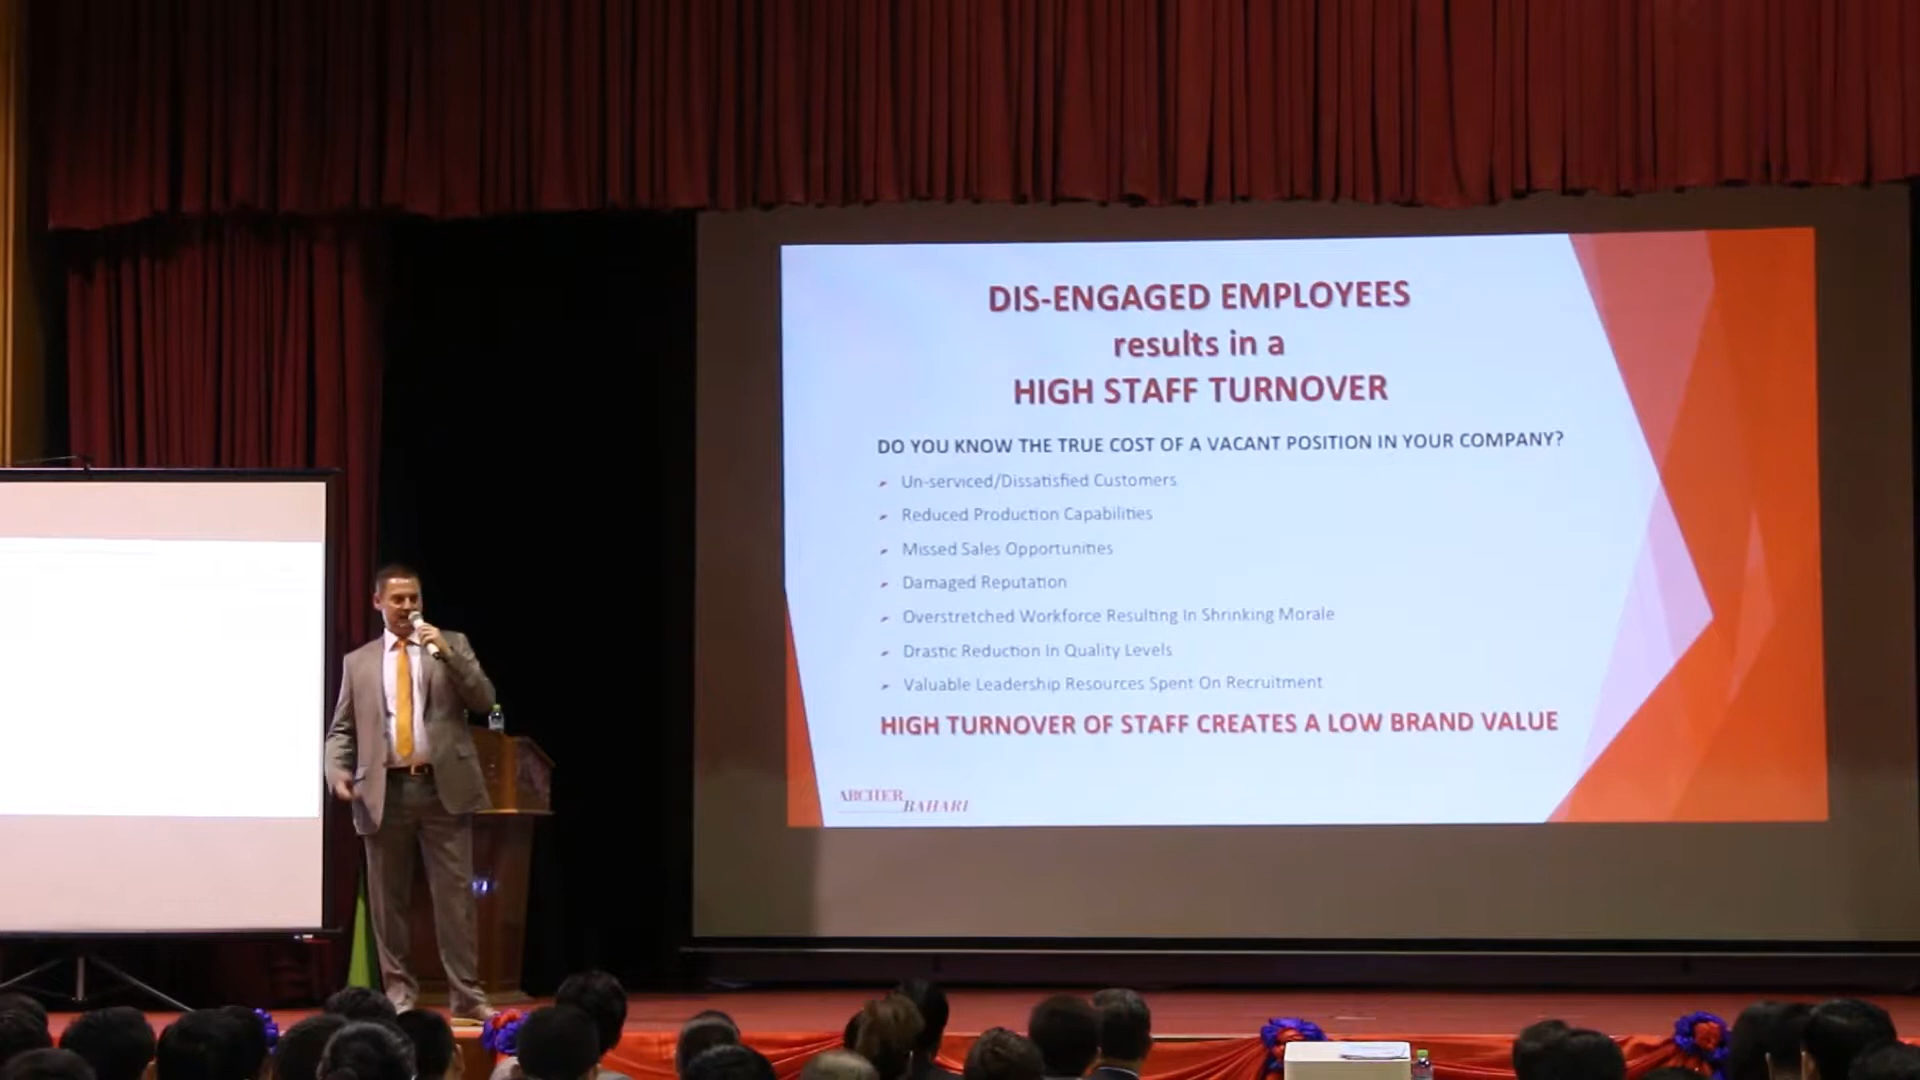 DIS-ENGAGED EMPLOYEES
results in a
HIGH STAFF TURNOVER
DO YOU KNOW THE TRUE COST OF A VACANT POSITION IN YOUR COMPANY?
Un-serviced/Dissatisfied Customers
Reduced Production Capabilities
Missed Sales Opportunities
Damaged Reputation
Overstretched Workforce Resulting In Shrinking Morale
Drastic Reduction In Quality Levels
Valuable Leadership Resources Spent On Recruitment
HIGH TURNOVER OF STAFF CREATES A LOW BRAND VALUE
ARCHER
BAHARI